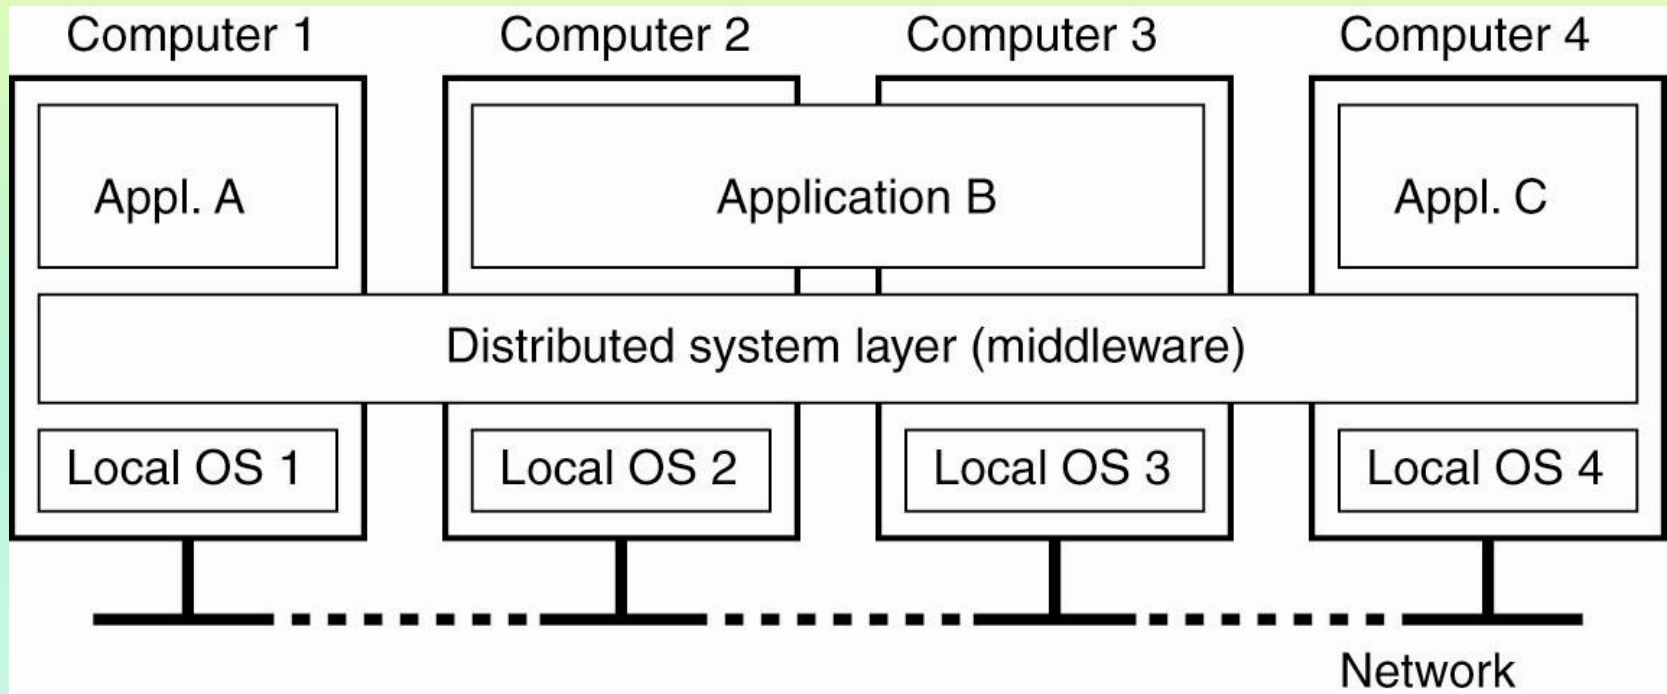 Computer 1
Computer 2
Computer 3
Computer 4
Appl. A
Application B
Appl. C
Distributed system layer (middleware)
Local OS 1
Local OS 2
Local OS 3
Local OS 4
Network